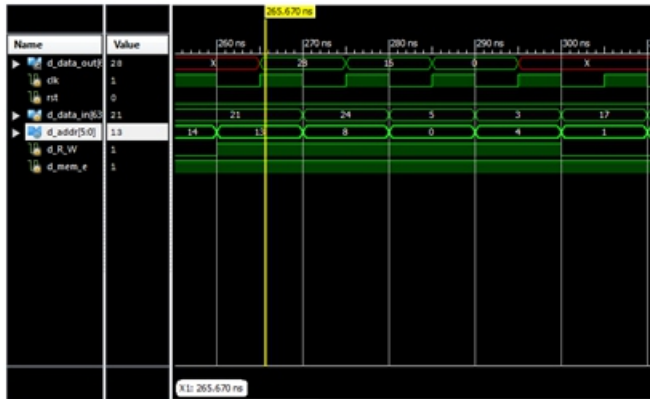 265.670 ns
Name Value 260 ns 270 ns 280 ns 290 ns 300 ns
d_data_out[6 28 X 28 15 0 X
clk 1
rst 0
d_data_in[63 21 21 24 5 3 17
d_addr[5:0] 13 14 13 8 0 4 1
d_R_W 1
d_mem_e 1
X1: 265.670 ns